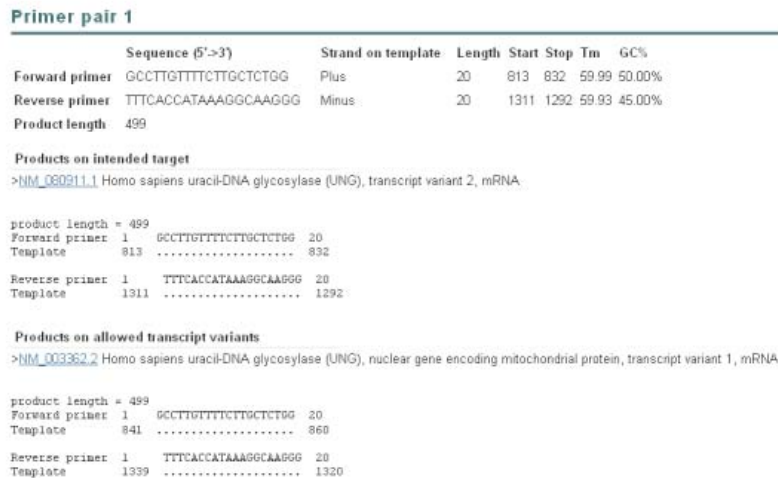 Primer pair 1
Sequence (5'->3') Strand on template Length Start Stop Tm GC%
Forward primer GCCTTGTTTTCTTGCTCTGG Plus 20 813 832 59.99 50.00%
Reverse primer TTTCACCATAAAGGCAAGGG Minus 20 1311 1292 59.93 45.00%
Product length 499
Products on intended target
>NM_080911.1 Homo sapiens uracil-DNA glycosylase (UNG), transcript variant 2, mRNA
product length = 499
Forward primer 1 GCCTTGTTTTCTTGCTCTGG 20
Template 813 .................... 832
Reverse primer 1 TTTCACCATAAAGGCAAGGG 20
Template 1311 .................... 1292
Products on allowed transcript variants
>NM_003362.2 Homo sapiens uracil-DNA glycosylase (UNG), nuclear gene encoding mitochondrial protein, transcript variant 1, mRNA
product length = 499
Forward primer 1 GCCTTGTTTTCTTGCTCTGG 20
Template 841 .................... 860
Reverse primer 1 TTTCACCATAAAGGCAAGGG 20
Template 1339 .................... 1320